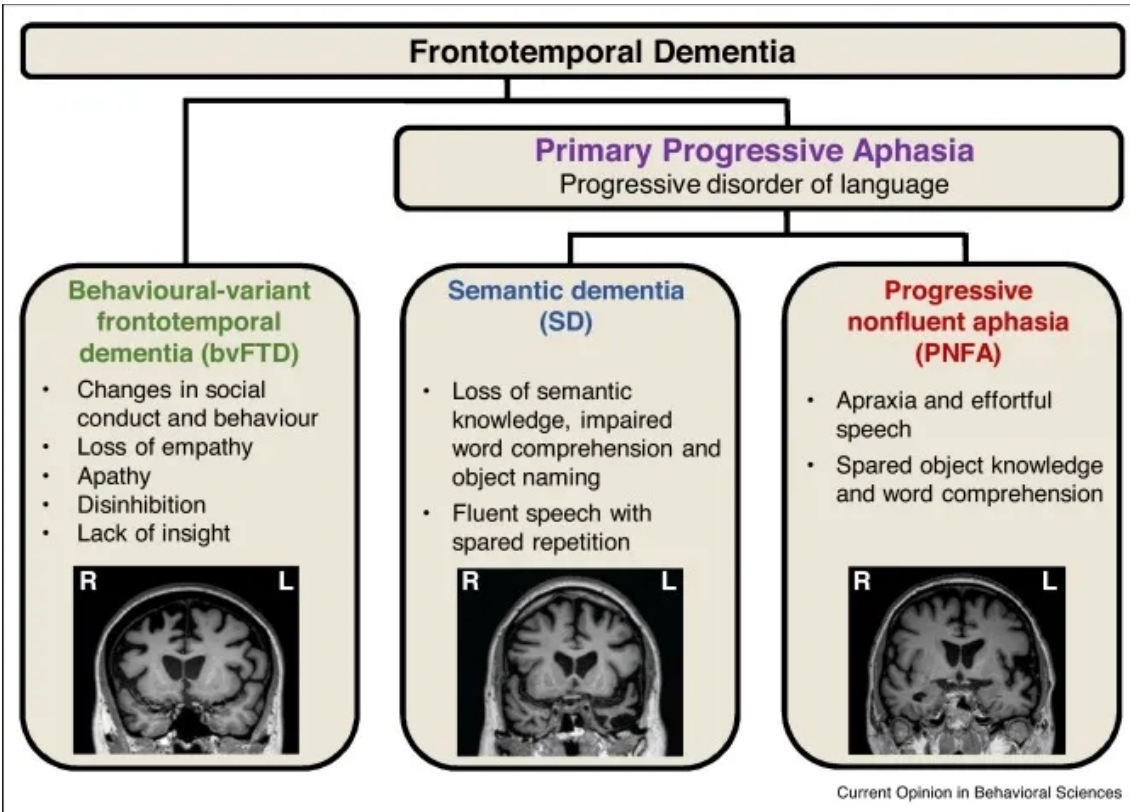 Frontotemporal Dementia
Primary Progressive Aphasia
Progressive disorder of language
Behavioural-variant
frontotemporal
dementia (bvFTD)
• Changes in social
conduct and behaviour
• Loss of empathy
• Apathy
• Disinhibition
• Lack of insight
R L
Semantic dementia
(SD)
• Loss of semantic
knowledge, impaired
word comprehension and
object naming
• Fluent speech with
spared repetition
R L
Progressive
nonfluent aphasia
(PNFA)
• Apraxia and effortful
speech
• Spared object knowledge
and word comprehension
R L
Current Opinion in Behavioral Sciences